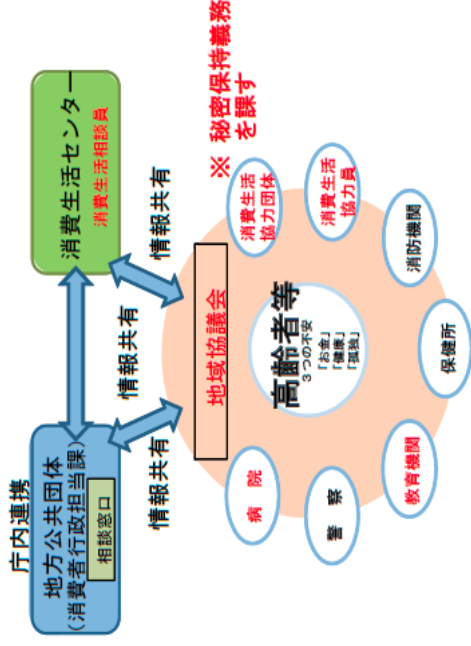 庁内連携
地方公共団体
(消費者行政担当課)
相談窓口
消費生活センター
消費生活相談員
情報共有
情報共有
情報共有
※ 秘密保持義務
を課す
地域協議会
高齢者等
3つの不安
「お金」
「健康」
「孤独」
病 院
警 察
教育機関
保健所
消防機関
消費生活
協力員
消費生活
協力団体